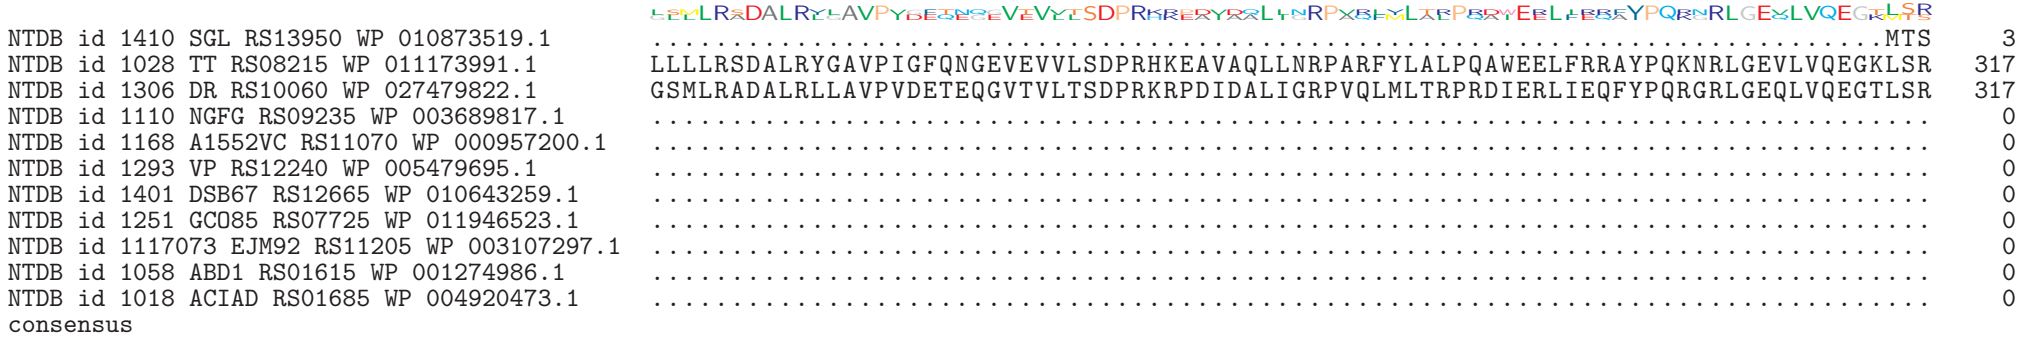 NTDB id 1410 SGL RS13950 WP 010873519.1 .............................................................................MTS 3
NTDB id 1028 TT RS08215 WP 011173991.1 LLLLRSDALRYGAVPIGFQNGEVEVVLSDPRHKEAVAQLLNRPARFYLALPQAWEELFRRAYPQKNRLGEVLVQEGKLSR 317
NTDB id 1306 DR RS10060 WP 027479822.1 GSMLRADALRLLAVPVDETEQGVTVLTSDPRKRPDIDALIGRPVQLMLTRPRDIERLIEQFYPQRGRLGEQLVQEGTLSR 317
NTDB id 1110 NGFG RS09235 WP 003689817.1 ................................................................................ 0
NTDB id 1168 A1552VC RS11070 WP 000957200.1 ................................................................................ 0
NTDB id 1293 VP RS12240 WP 005479695.1 ................................................................................ 0
NTDB id 1401 DSB67 RS12665 WP 010643259.1 ................................................................................ 0
NTDB id 1251 GCO85 RS07725 WP 011946523.1 ................................................................................ 0
NTDB id 1117073 EJM92 RS11205 WP 003107297.1 ................................................................................ 0
NTDB id 1058 ABD1 RS01615 WP 001274986.1 ................................................................................ 0
NTDB id 1018 ACIAD RS01685 WP 004920473.1 ................................................................................ 0
consensus